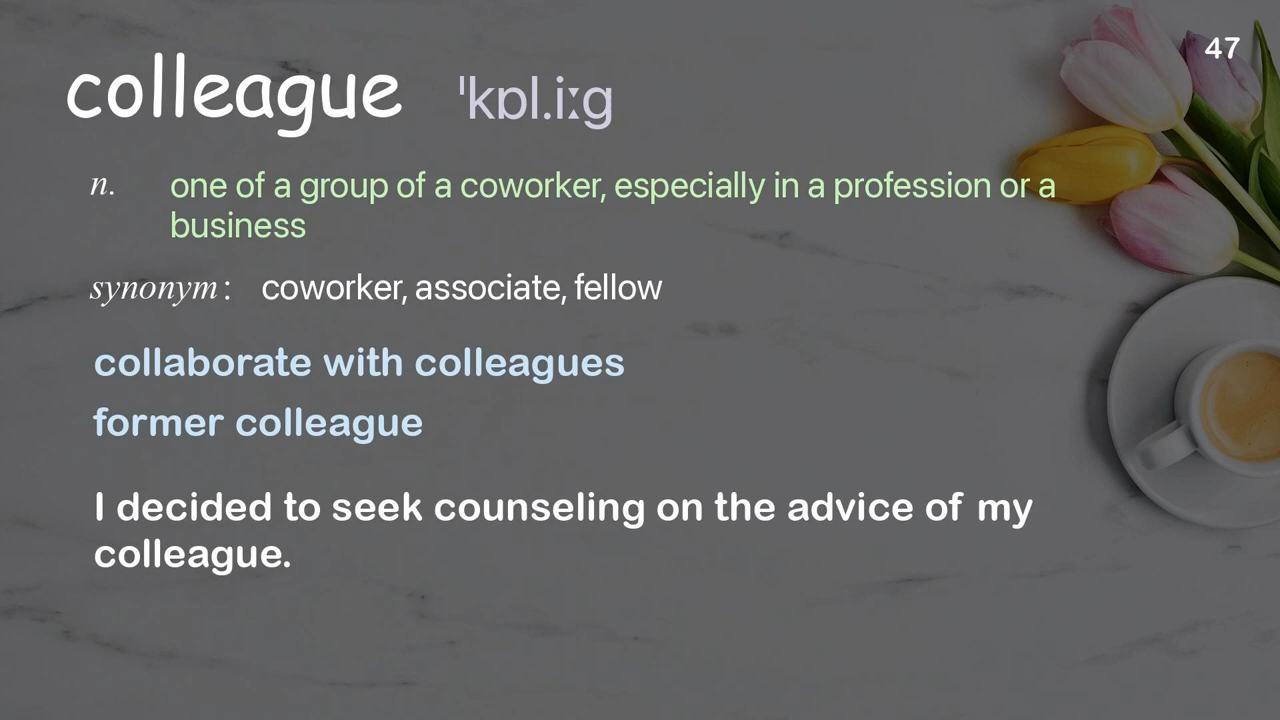 47
colleague ˈkɒl.iːɡ
n. one of a group of a coworker, especially in a profession or a
business
synonym : coworker, associate, fellow
collaborate with colleagues
former colleague
I decided to seek counseling on the advice of my
colleague.